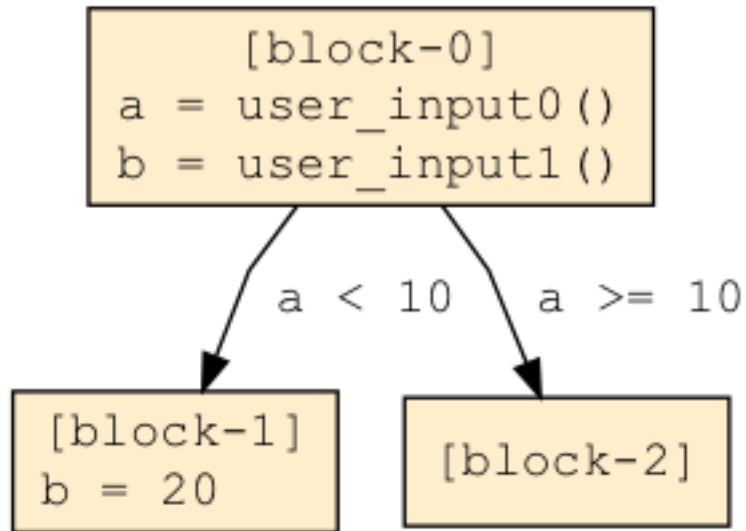 [block-0]
a = user_input0()
b = user_input1()
a < 10
a >= 10
[block-1]
b = 20
[block-2]